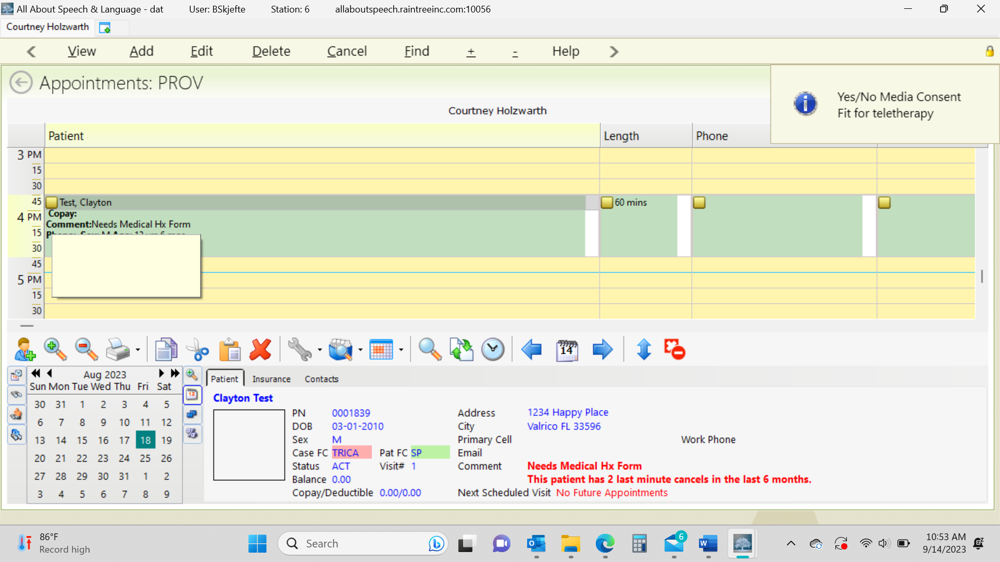 All About Speech & Language - dat User: BSkjefte Station: 6 allaboutspeech.raintreeinc.com:10056
Courtney Holzwarth
View Add Edit Delete Cancel Find + - Help
Appointments: PROV
Yes/No Media Consent
Fit for teletherapy
Courtney Holzwarth
Patient Length Phone
3 PM
15
30
45 Test, Clayton 60 mins
Copay:
4 PM
Comment:Needs Medical Hx Form
15
30
45
5 PM
15
30
14
Aug 2023
Sun Mon Tue Wed Thu Fri Sat
30 31 1 2 3 4 5
6 7 8 9 10 11 12
13 14 15 16 17 18 19
20 21 22 23 24 25 26
27 28 29 30 31 1 2
3 4 5 6 7 8 9
12
Patient Insurance Contacts
Clayton Test
PN 0001839 Address 1234 Happy Place
DOB 03-01-2010 City Valrico FL 33596
Sex M Primary Cell Work Phone
Case FC TRICA Pat FC SP Email
Status ACT Visit# 1 Comment Needs Medical Hx Form
Balance 0.00 This patient has 2 last minute cancels in the last 6 months.
Copay/Deductible 0.00/0.00 Next Scheduled Visit No Future Appointments
86°F
Record high
Search
6
10:53 AM
9/14/2023